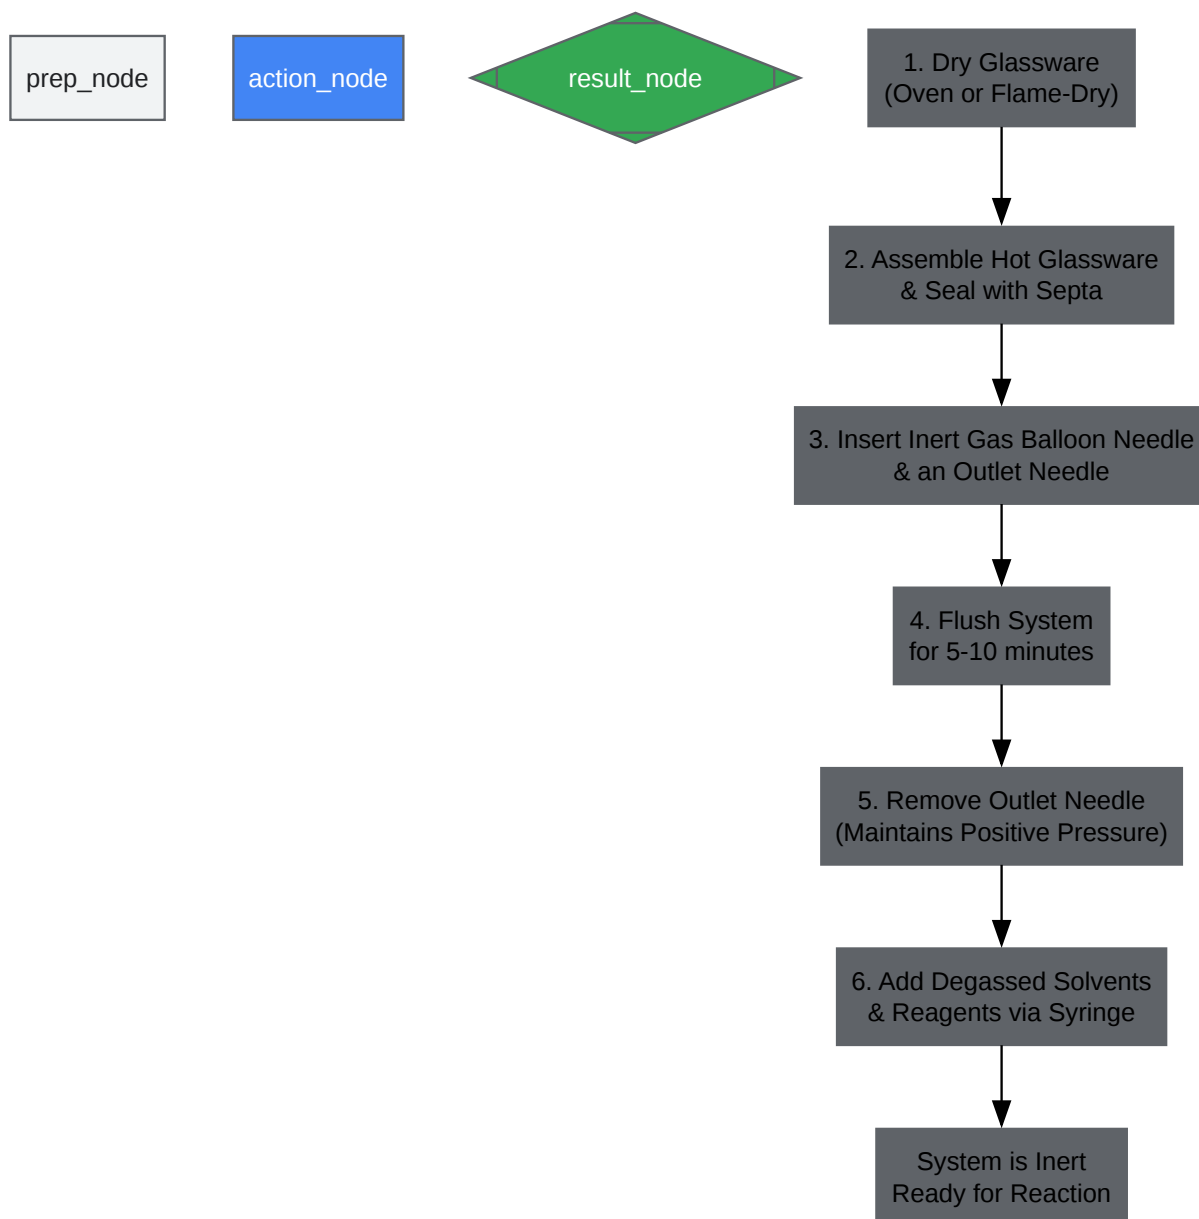 prep_node
action_node
result_node
1. Dry Glassware
(Oven or Flame-Dry)
2. Assemble Hot Glassware
& Seal with Septa
3. Insert Inert Gas Balloon Needle
& an Outlet Needle
4. Flush System
for 5-10 minutes
5. Remove Outlet Needle
(Maintains Positive Pressure)
6. Add Degassed Solvents
& Reagents via Syringe
System is Inert
Ready for Reaction